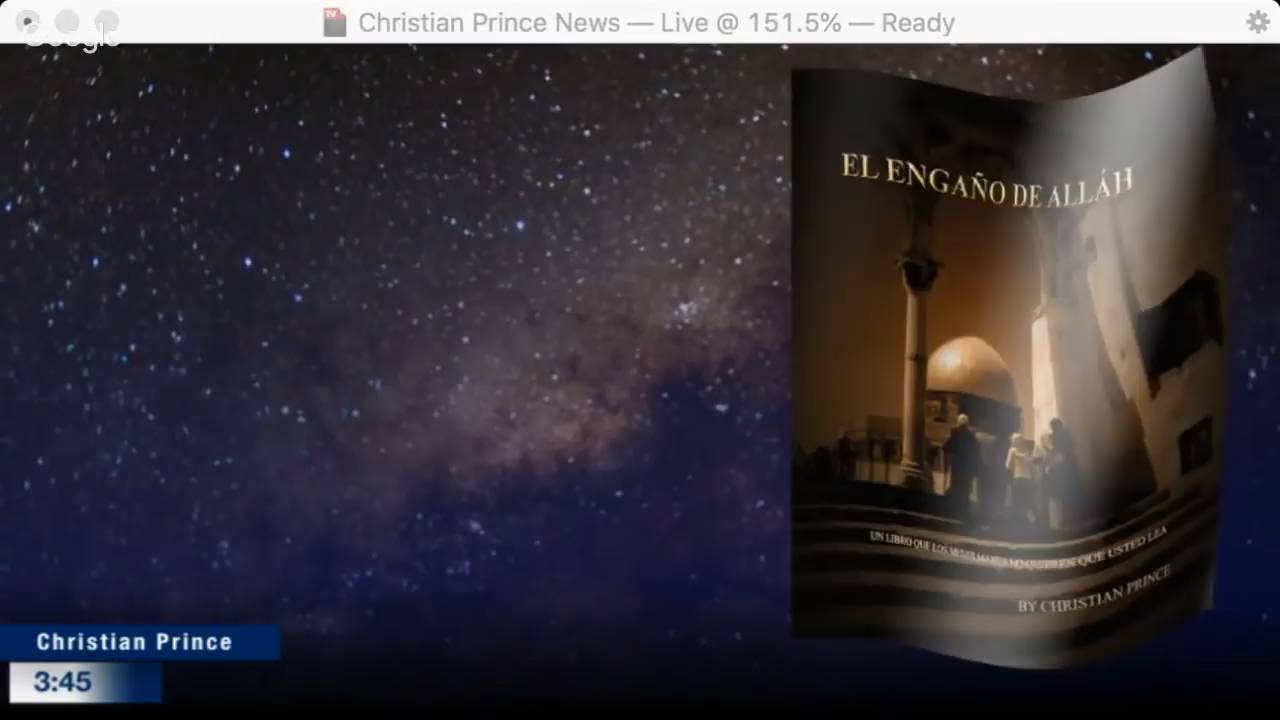 Christian Prince News — Live @ 151.5% — Ready
Google
EL ENGAÑO DE ALLÁH
UN LIBRO QUE LOS MUSULMANES NO QUIEREN QUE USTED LEA
BY CHRISTIAN PRINCE
Christian Prince
3:45